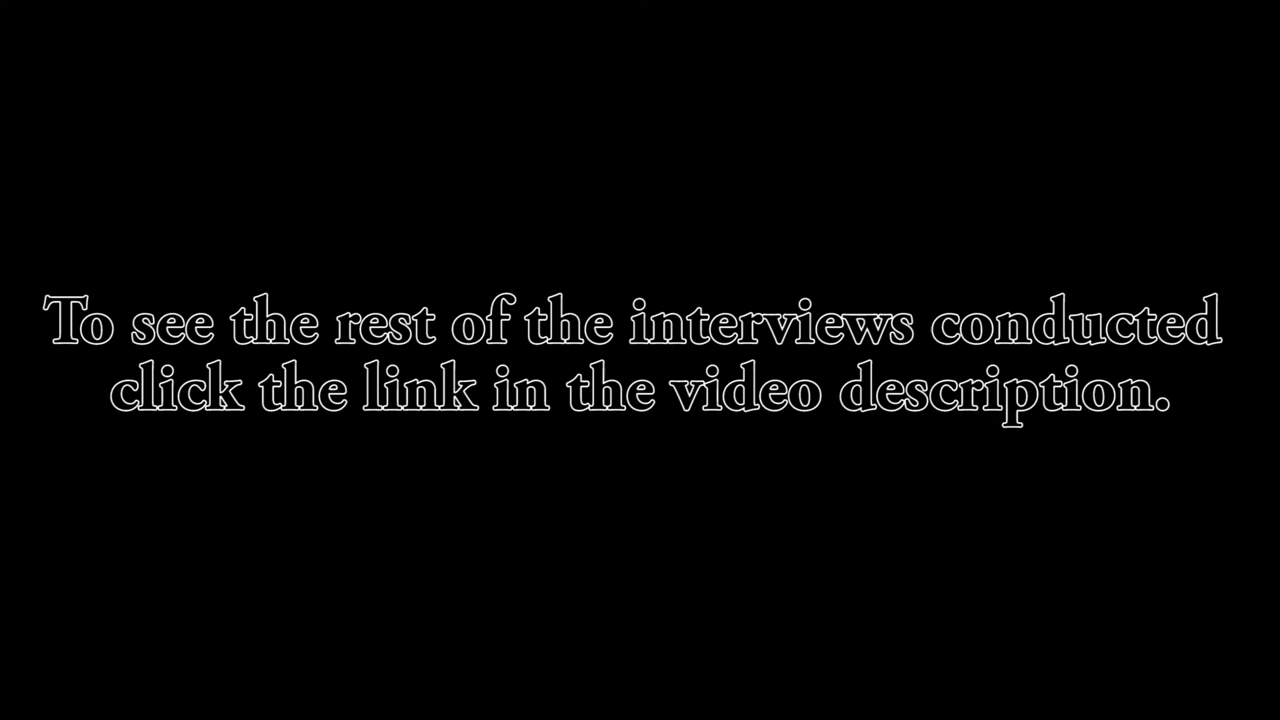 To see the rest of the interviews conducted
click the link in the video description.